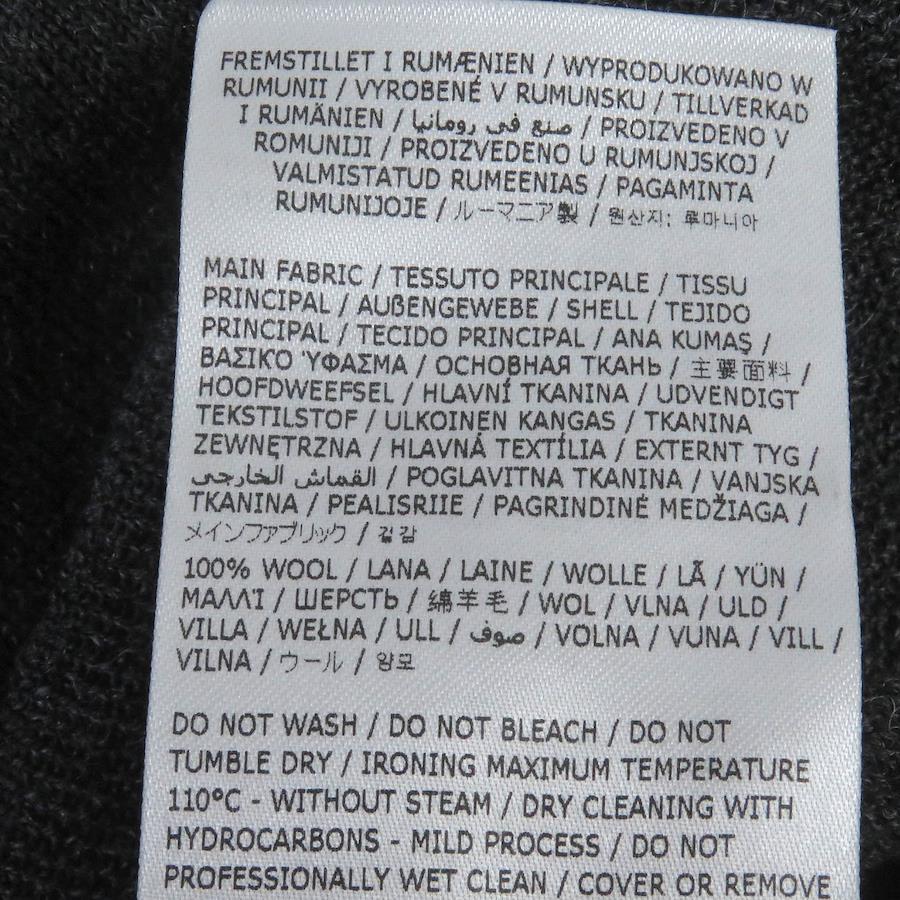 FREMSTILLET I RUMÆNIEN / WYPRODUKOWANO W
RUMUNII / VYROBENÉ V RUMUNSKU / TILLVERKAD
I RUMÄNIEN / صنع في رومانيا / PROIZVEDENO V
ROMUNIJI / PROIZVEDENO U RUMUNJSKOJ /
VALMISTATUD RUMEENIAS / PAGAMINTA
RUMUNIJOJE / ルーマニア製 / 원산지: 루마니아
MAIN FABRIC / TESSUTO PRINCIPALE / TISSU
PRINCIPAL / AUßENGEWEBE / SHELL / TEJIDO
PRINCIPAL / TECIDO PRINCIPAL / ANA KUMAŞ /
ΒΑΣΙΚΌ ΎΦΑΣΜΑ / ОСНОВНАЯ ТКАНЬ / 主要面料 /
HOOFDWEEFSEL / HLAVNÍ TKANINA / UDVENDIGT
TEKSTILSTOF / ULKOINEN KANGAS / TKANINA
ZEWNĘTRZNA / HLAVNÁ TEXTÍLIA / EXTERNT TYG /
القماش الخارجي / POGLAVITNA TKANINA / VANJSKA
TKANINA / PEALISRIIE / PAGRINDINĖ MEDŽIAGA /
メインファブリック / 겉감
100% WOOL / LANA / LAINE / WOLLE / LÃ / YÜN /
ΜΑΛΛΊ / ШЕРСТЬ / 綿羊毛 / WOL / VLNA / ULD /
VILLA / WEŁNA / ULL / صوف / VOLNA / VUNA / VILL /
VILNA / ウール / 양모
DO NOT WASH / DO NOT BLEACH / DO NOT
TUMBLE DRY / IRONING MAXIMUM TEMPERATURE
110°C - WITHOUT STEAM / DRY CLEANING WITH
HYDROCARBONS - MILD PROCESS / DO NOT
PROFESSIONALLY WET CLEAN / COVER OR REMOVE